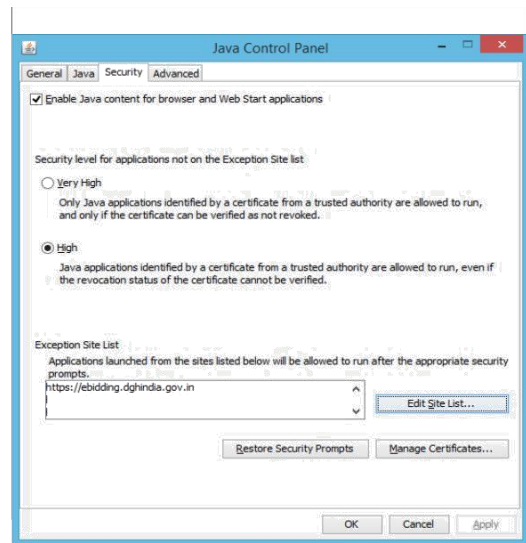 Java Control Panel
General Java Security Advanced
Enable Java content for browser and Web Start applications
Security level for applications not on the Exception Site list
Very High
Only Java applications identified by a certificate from a trusted authority are allowed to run,
and only if the certificate can be verified as not revoked.
High
Java applications identified by a certificate from a trusted authority are allowed to run, even if
the revocation status of the certificate cannot be verified.
Exception Site List
Applications launched from the sites listed below will be allowed to run after the appropriate security
prompts.
https://ebidding.dghindia.gov.in
Edit Site List...
Restore Security Prompts Manage Certificates...
OK Cancel Apply